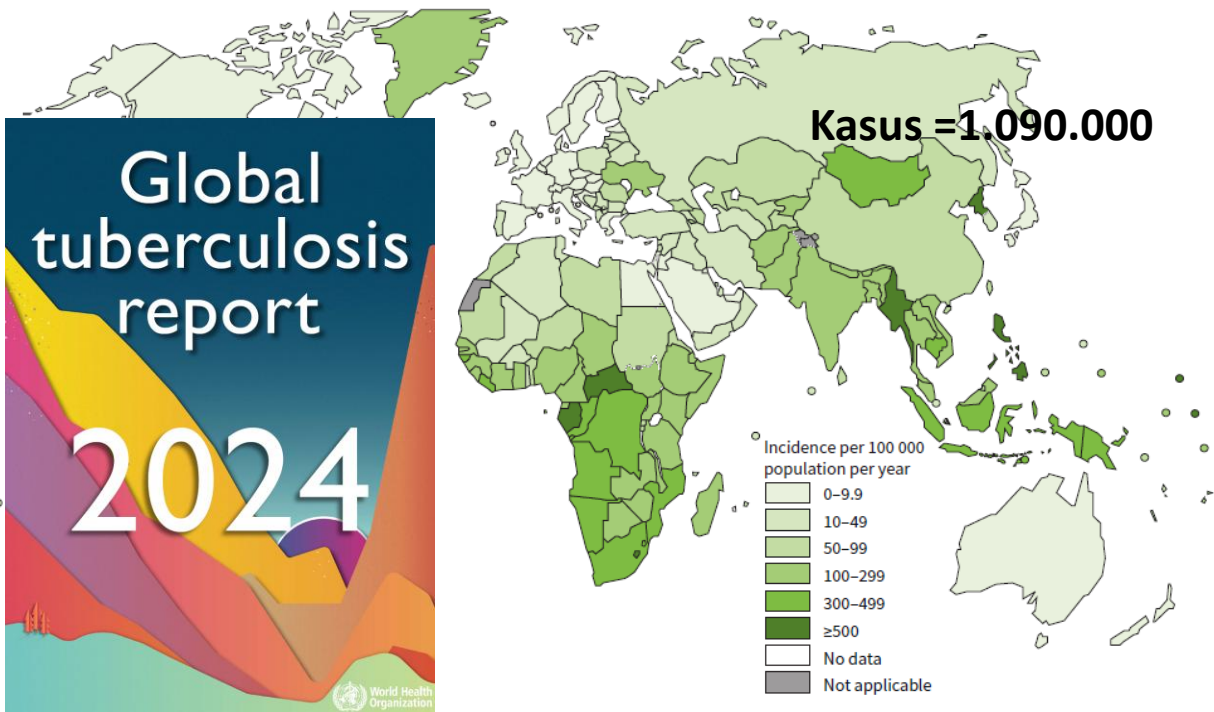 Global
tuberculosis
report
2024
World Health
Organization
Kasus =1.090.000
Incidence per 100 000
population per year
0–9.9
10–49
50–99
100–299
300–499
≥500
No data
Not applicable